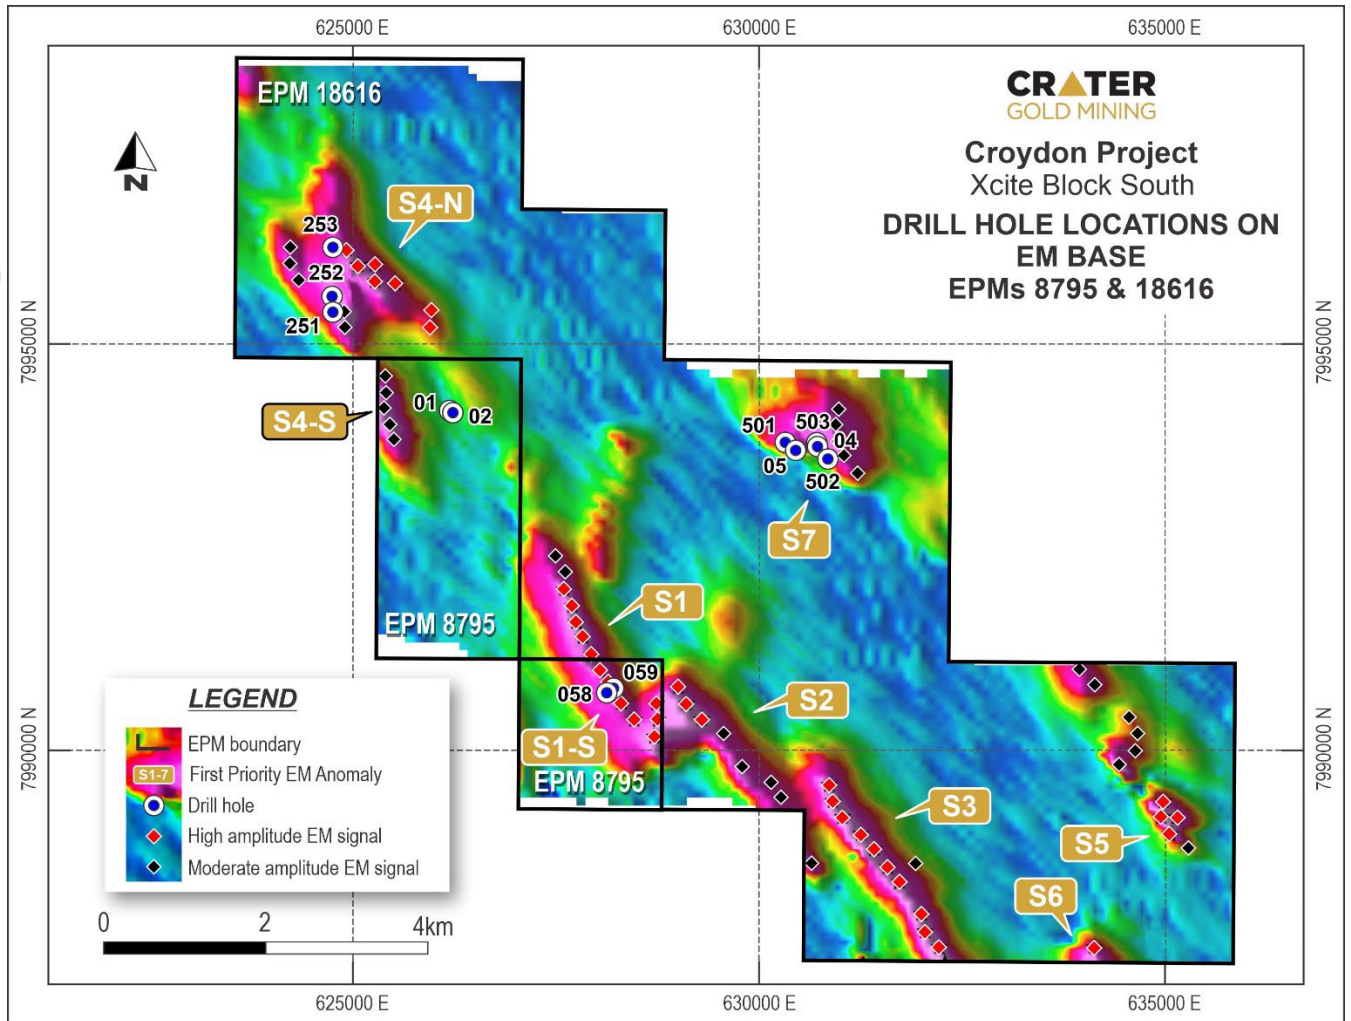 625000 E
630000 E
635000 E
CRATER
GOLD MINING
Croydon Project
Xcite Block South
DRILL HOLE LOCATIONS ON
EM BASE
EPMs 8795 & 18616
EPM 18616
N
S4-N
253
252
251
7995000 N
7995000 N
S4-S
01
02
501
503
04
05
502
S7
S1
EPM 8795
059
058
S2
S1-S
EPM 8795
7990000 N
7990000 N
S3
S5
S6
LEGEND
EPM boundary
S1-7 First Priority EM Anomaly
Drill hole
High amplitude EM signal
Moderate amplitude EM signal
0 2 4km
625000 E
630000 E
635000 E